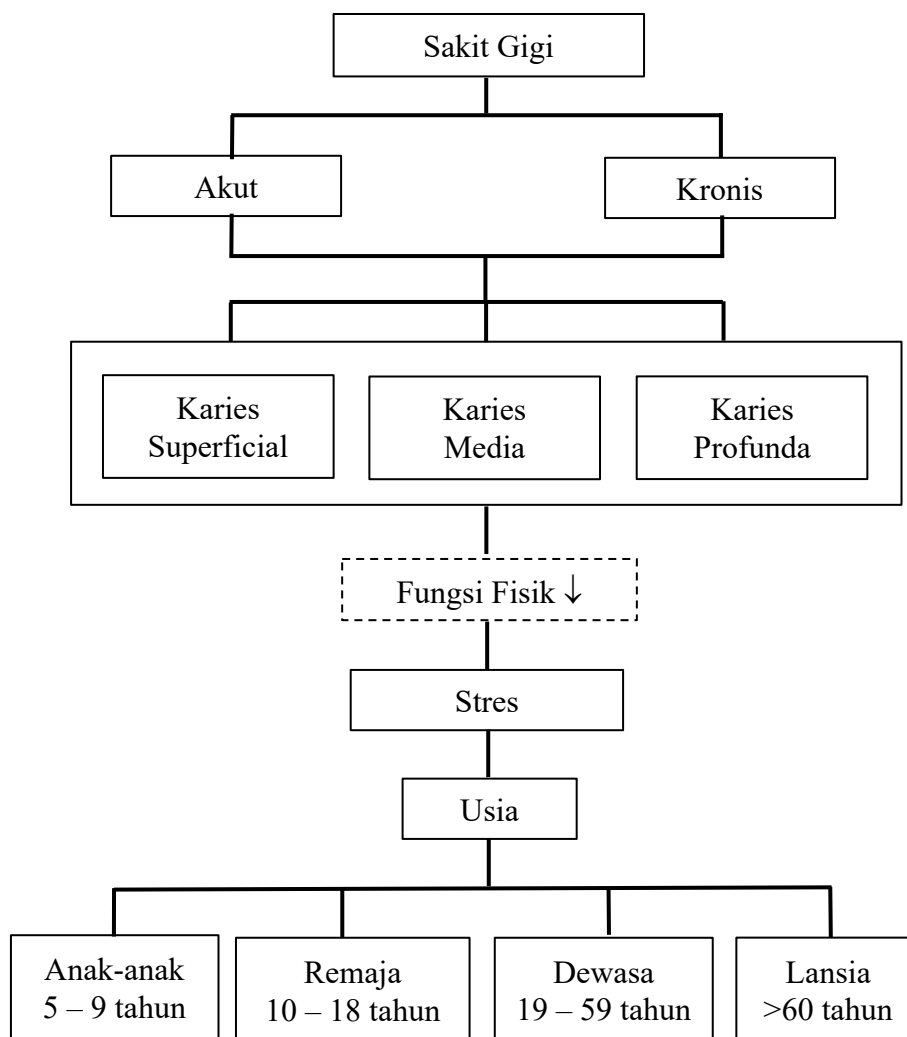 Sakit Gigi
Akut
Kronis
Karies
Superficial
Karies
Media
Karies
Profunda
Fungsi Fisik ↓
Stres
Usia
Anak-anak
5 – 9 tahun
Remaja
10 – 18 tahun
Dewasa
19 – 59 tahun
Lansia
>60 tahun